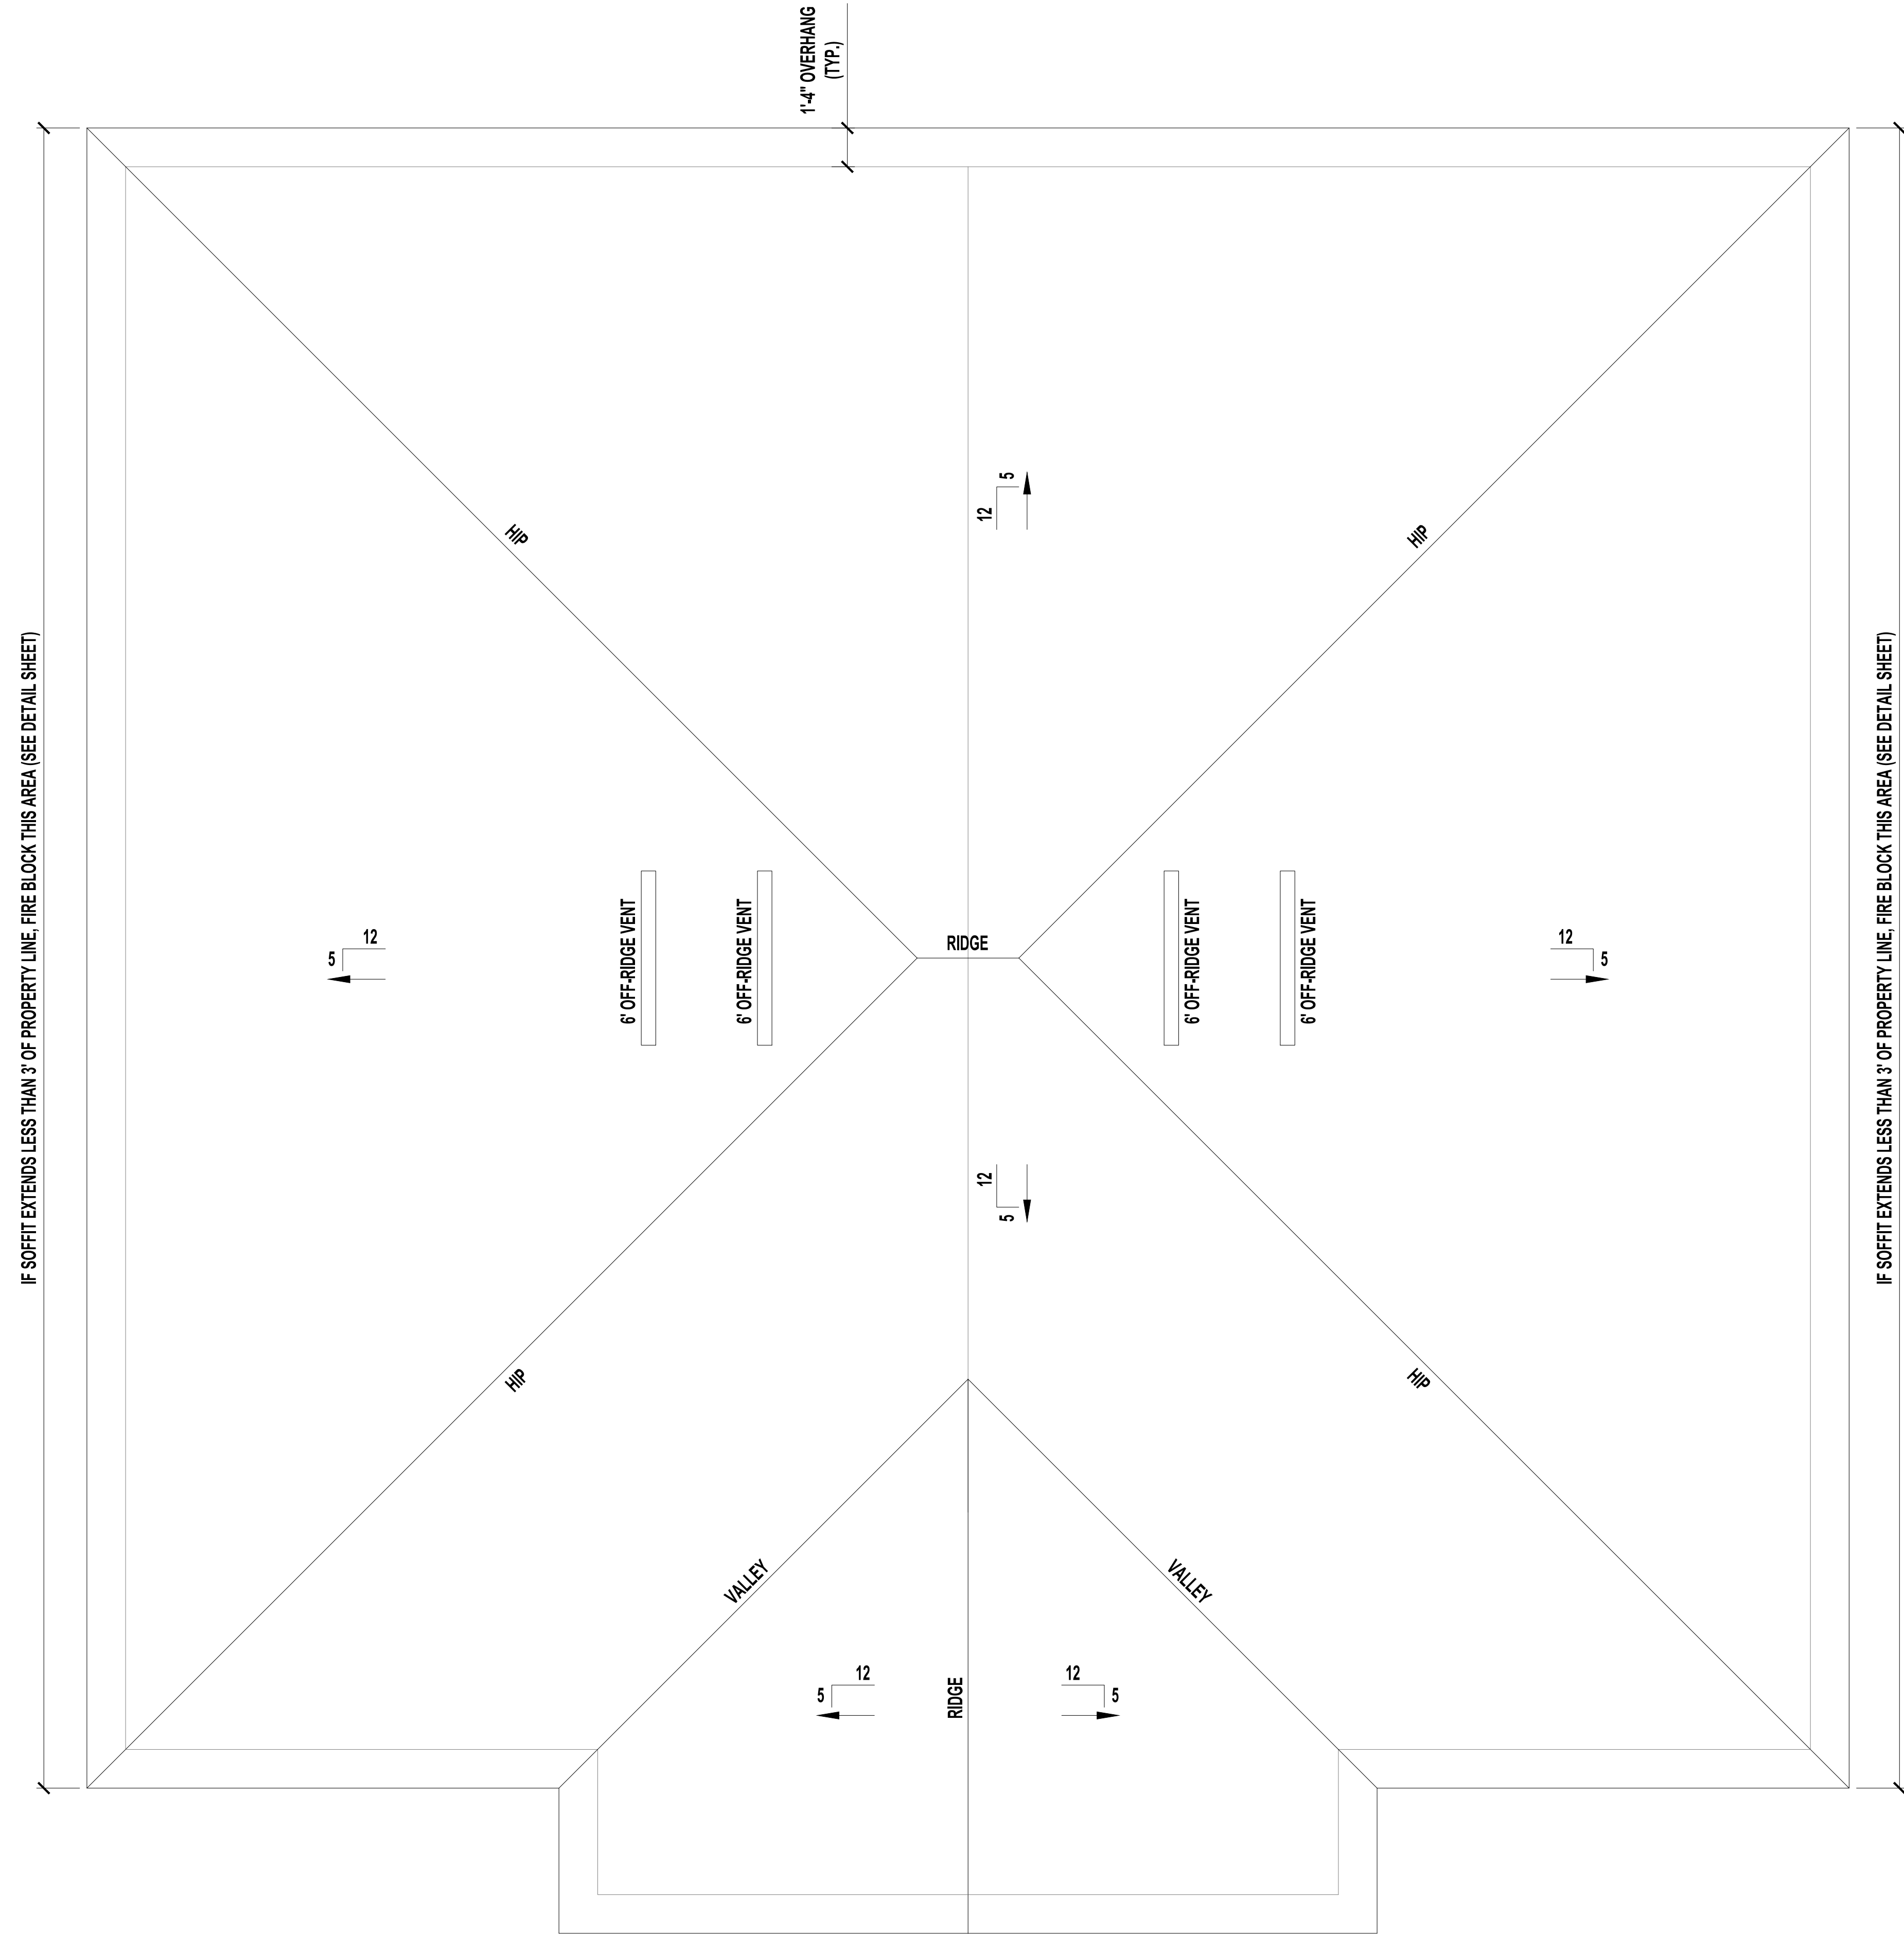 1'-4" OVERHANG
(TYP.)
IF SOFFIT EXTENDS LESS THAN 3' OF PROPERTY LINE, FIRE BLOCK THIS AREA (SEE DETAIL SHEET)
IF SOFFIT EXTENDS LESS THAN 3' OF PROPERTY LINE, FIRE BLOCK THIS AREA (SEE DETAIL SHEET)
5
12
HIP
HIP
6' OFF-RIDGE VENT
6' OFF-RIDGE VENT
6' OFF-RIDGE VENT
6' OFF-RIDGE VENT
12
5
RIDGE
12
5
12
5
HIP
HIP
VALLEY
VALLEY
12
5
RIDGE
12
5